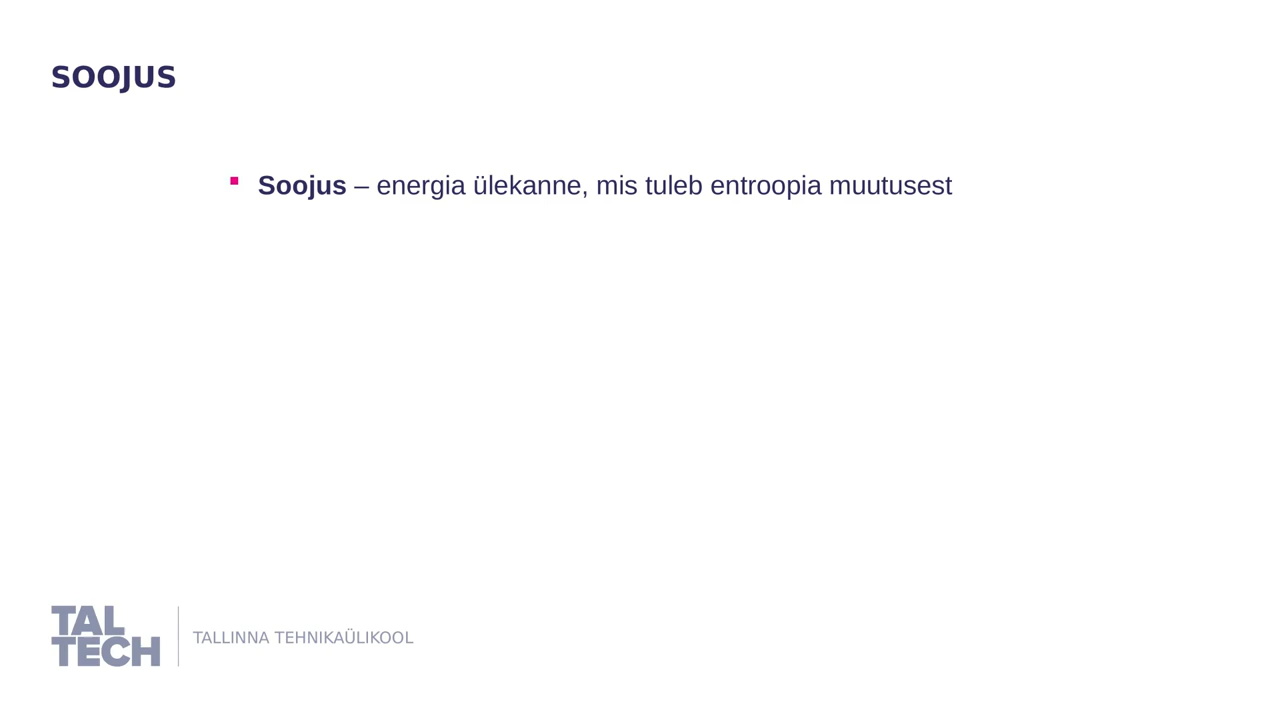 SOOJUS
Soojus – energia ülekanne, mis tuleb entroopia muutusest
TAL
TECH
TALLINNA TEHNIKAÜLIKOOL